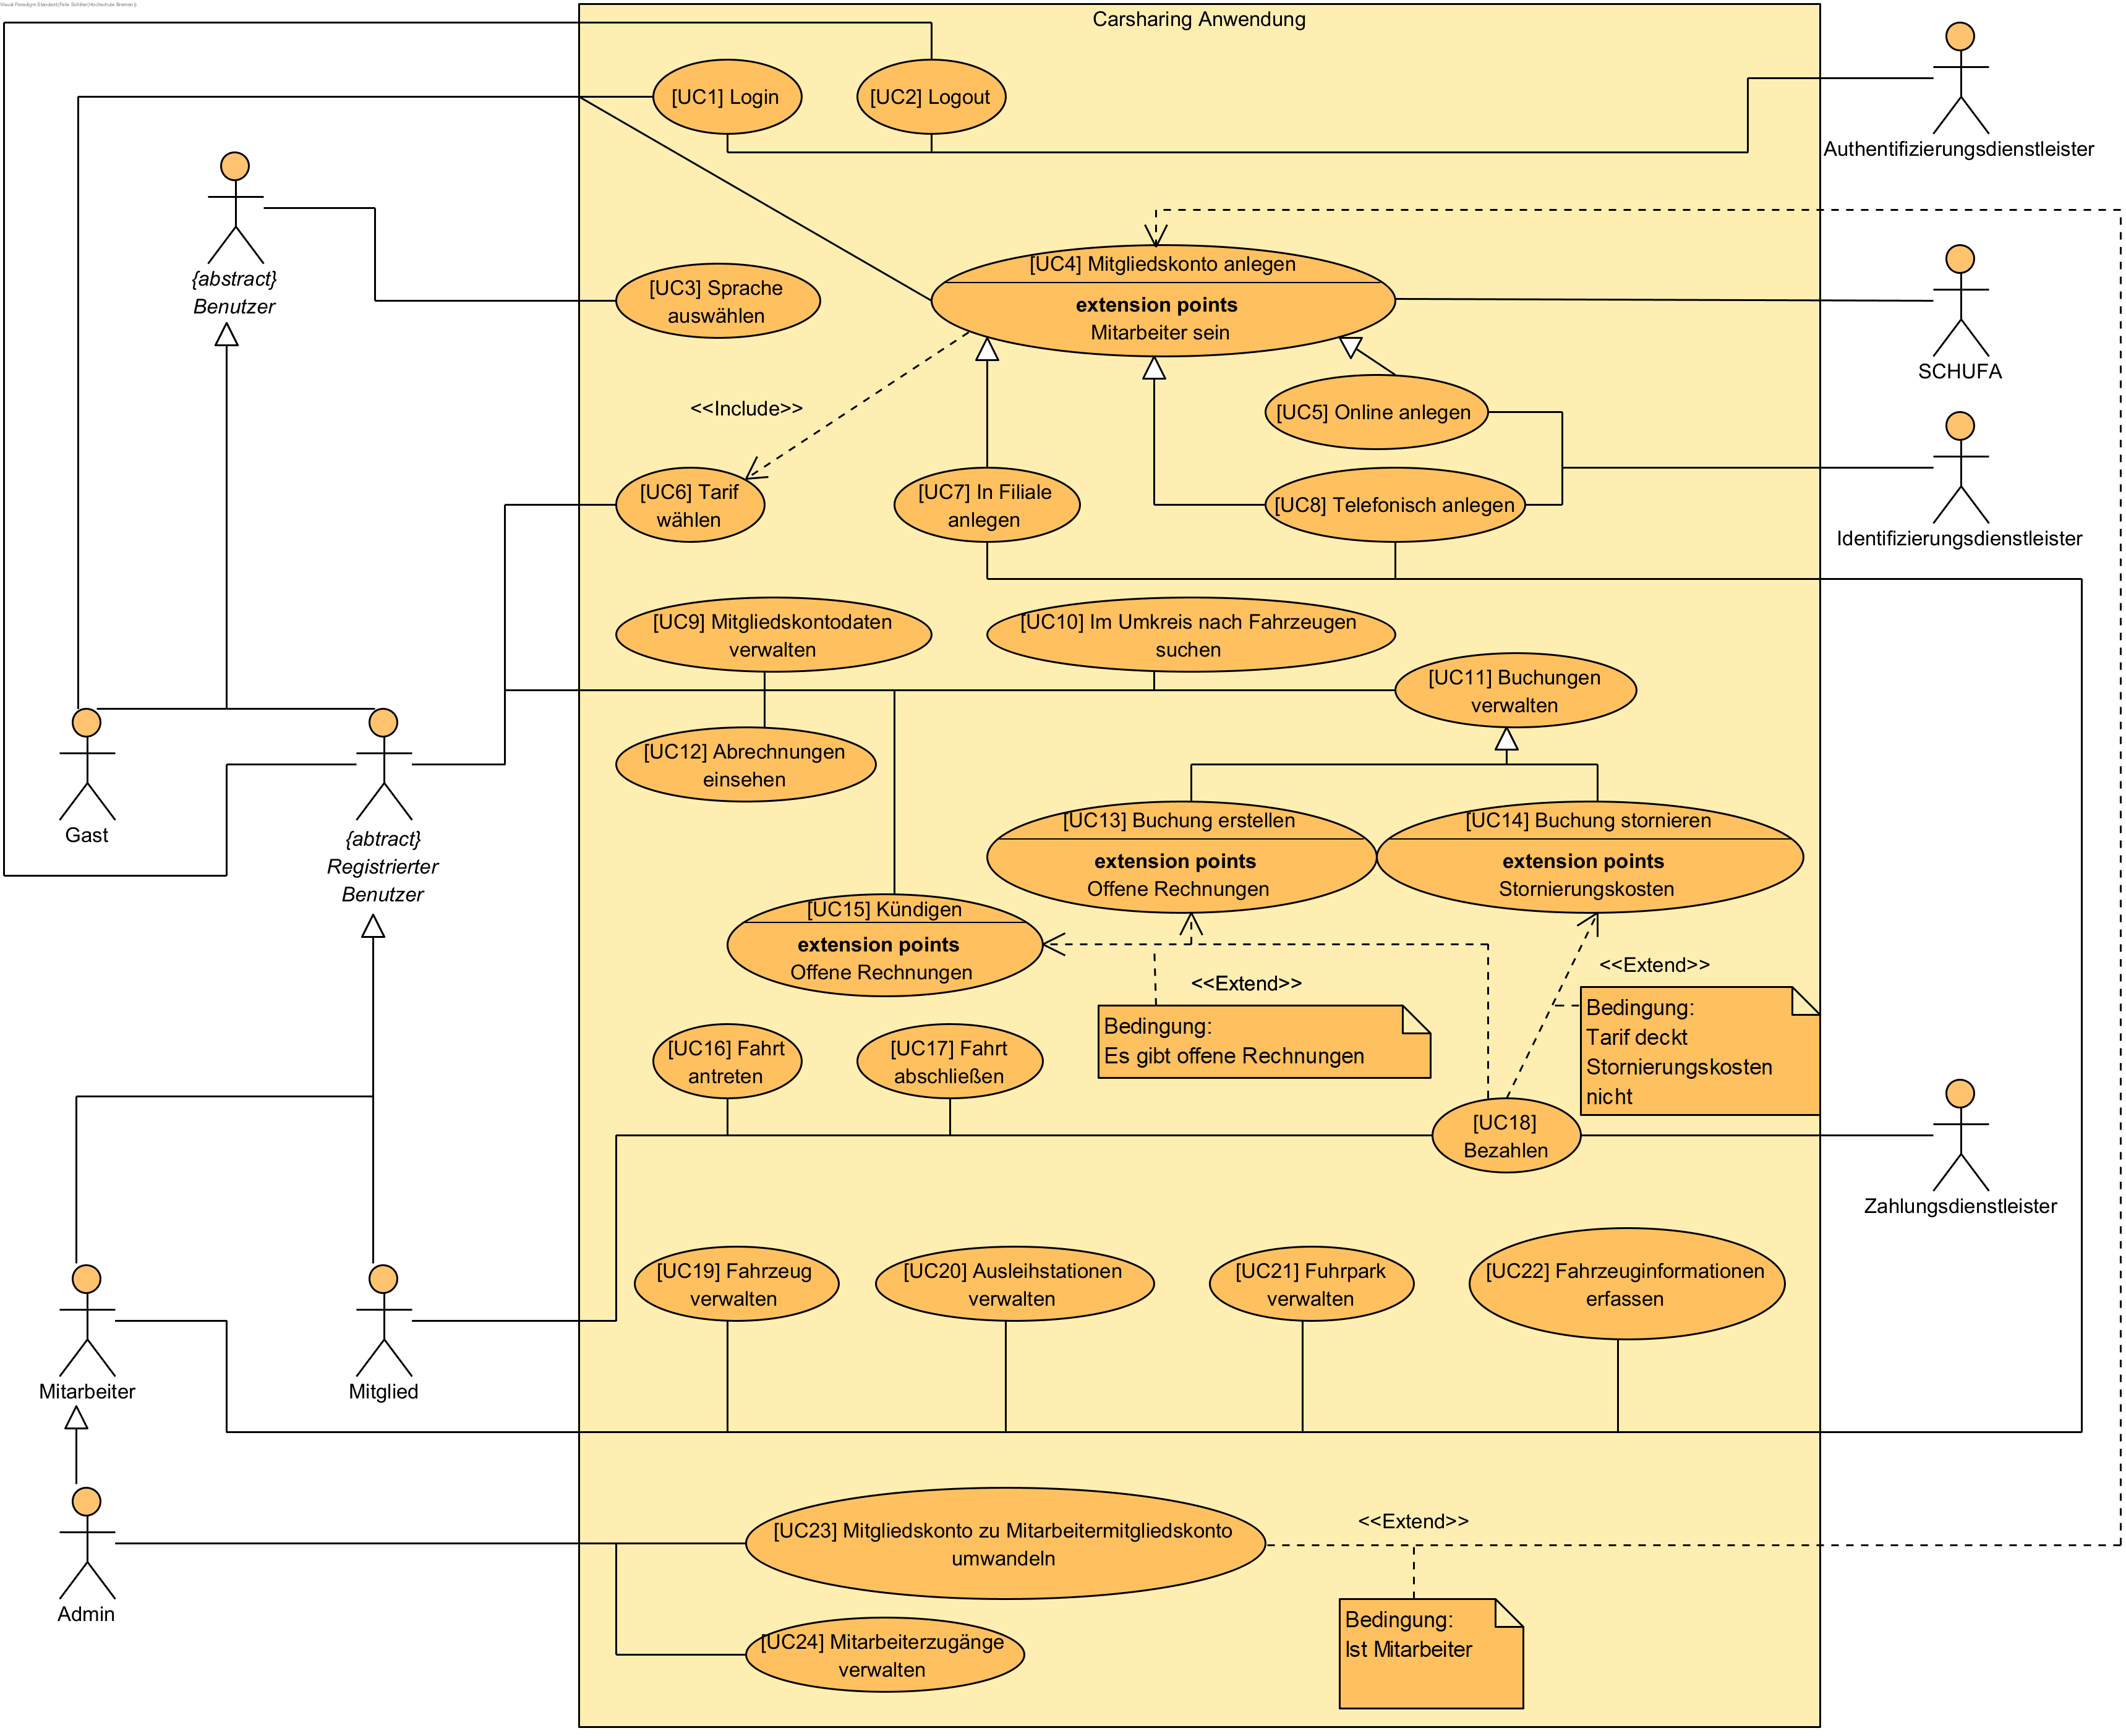 Visual Paradigm Standard(Felix Schlter(Hochschule Bremen))
Carsharing Anwendung
[UC1] Login
[UC2] Logout
Authentifizierungsdienstleister
{abstract}
Benutzer
[UC3] Sprache
auswählen
[UC4] Mitgliedskonto anlegen
extension points
Mitarbeiter sein
SCHUFA
<<Include>>
[UC5] Online anlegen
[UC6] Tarif
wählen
[UC7] In Filiale
anlegen
[UC8] Telefonisch anlegen
Identifizierungsdienstleister
[UC9] Mitgliedskontodaten
verwalten
[UC10] Im Umkreis nach Fahrzeugen
suchen
[UC11] Buchungen
verwalten
[UC12] Abrechnungen
einsehen
Gast
{abtract}
Registrierter
Benutzer
[UC13] Buchung erstellen
extension points
Offene Rechnungen
[UC14] Buchung stornieren
extension points
Stornierungskosten
[UC15] Kündigen
extension points
Offene Rechnungen
<<Extend>>
<<Extend>>
Bedingung:
Es gibt offene Rechnungen
Bedingung:
Tarif deckt
Stornierungskosten
nicht
[UC16] Fahrt
antreten
[UC17] Fahrt
abschließen
[UC18]
Bezahlen
Zahlungsdienstleister
[UC19] Fahrzeug
verwalten
[UC20] Ausleihstationen
verwalten
[UC21] Fuhrpark
verwalten
[UC22] Fahrzeuginformationen
erfassen
Mitarbeiter
Mitglied
[UC23] Mitgliedskonto zu Mitarbeitermitgliedskonto
umwandeln
<<Extend>>
Admin
Bedingung:
Ist Mitarbeiter
[UC24] Mitarbeiterzugänge
verwalten